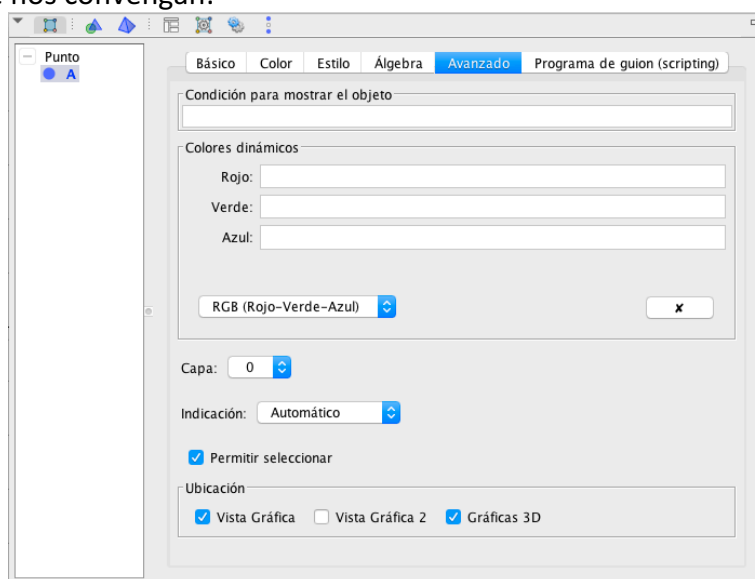 nos convengan.
Punto
A
Básico Color Estilo Álgebra Avanzado Programa de guion (scripting)
Condición para mostrar el objeto
Colores dinámicos
Rojo:
Verde:
Azul:
RGB (Rojo-Verde-Azul) x
Capa: 0
Indicación: Automático
Permitir seleccionar
Ubicación
Vista Gráfica Vista Gráfica 2 Gráficas 3D